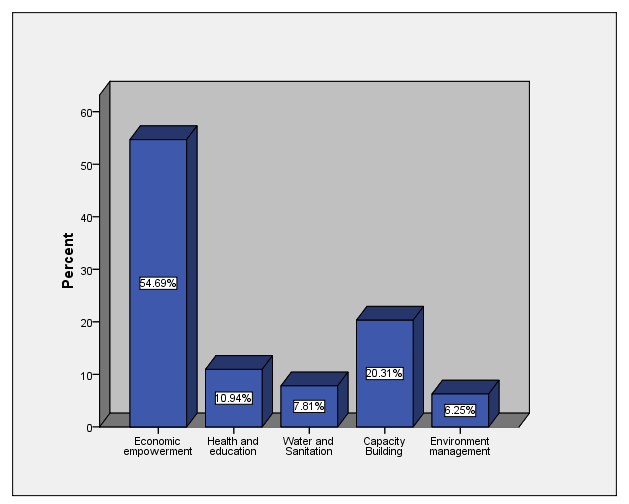 Percent
60
50
40
30
20
10
0
54.69%
10.94%
7.81%
20.31%
6.25%
Economic
empowerment
Health and
education
Water and
Sanitation
Capacity
Building
Environment
management